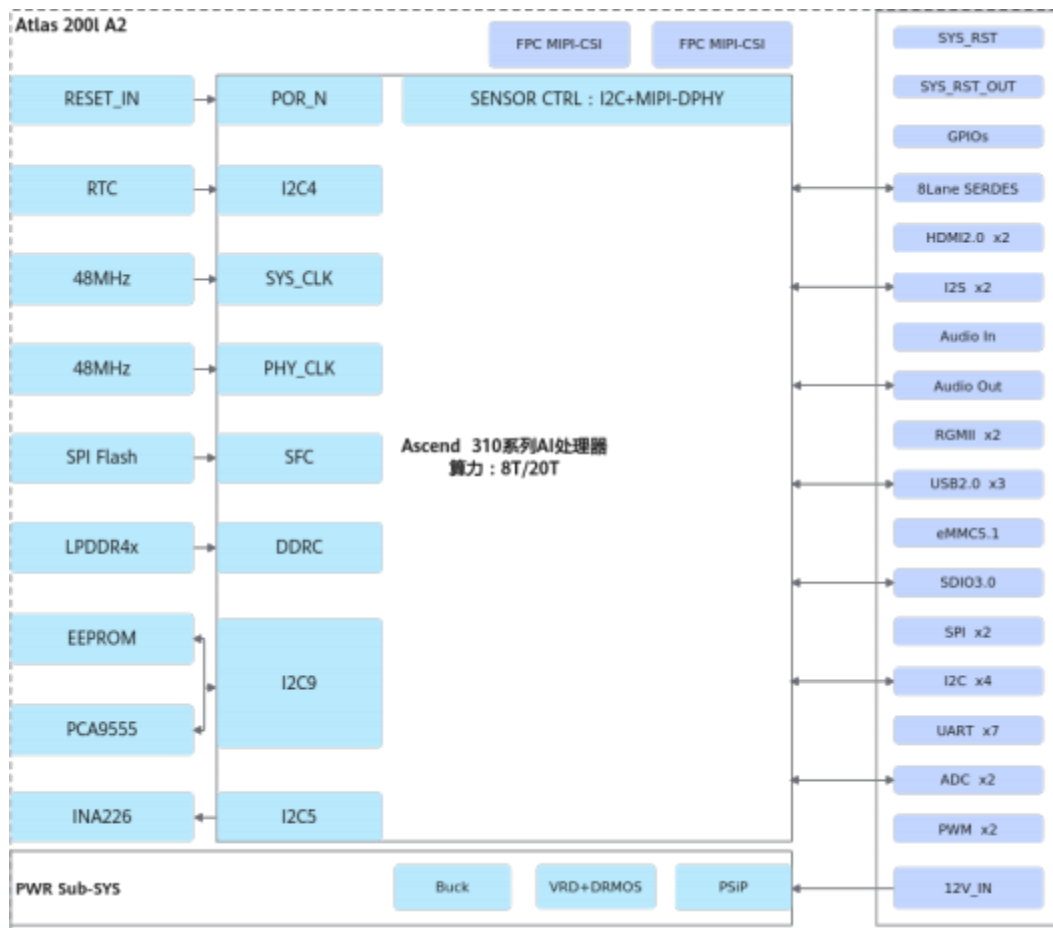 Atlas 200l A2
FPC MIPI-CSI
FPC MIPI-CSI
RESET_IN
POR_N
SENSOR CTRL：I2C+MIPI-DPHY
RTC
I2C4
48MHz
SYS_CLK
48MHz
PHY_CLK
SPI Flash
SFC
Ascend 310系列AI处理器
算力：8T/20T
LPDDR4x
DDRC
EEPROM
I2C9
PCA9555
INA226
I2C5
PWR Sub-SYS
Buck
VRD+DRMOS
PSiP
SYS_RST
SYS_RST_OUT
GPIOs
8Lane SERDES
HDMI2.0 x2
I2S x2
Audio In
Audio Out
RGMII x2
USB2.0 x3
eMMC5.1
SDIO3.0
SPI x2
I2C x4
UART x7
ADC x2
PWM x2
12V_IN